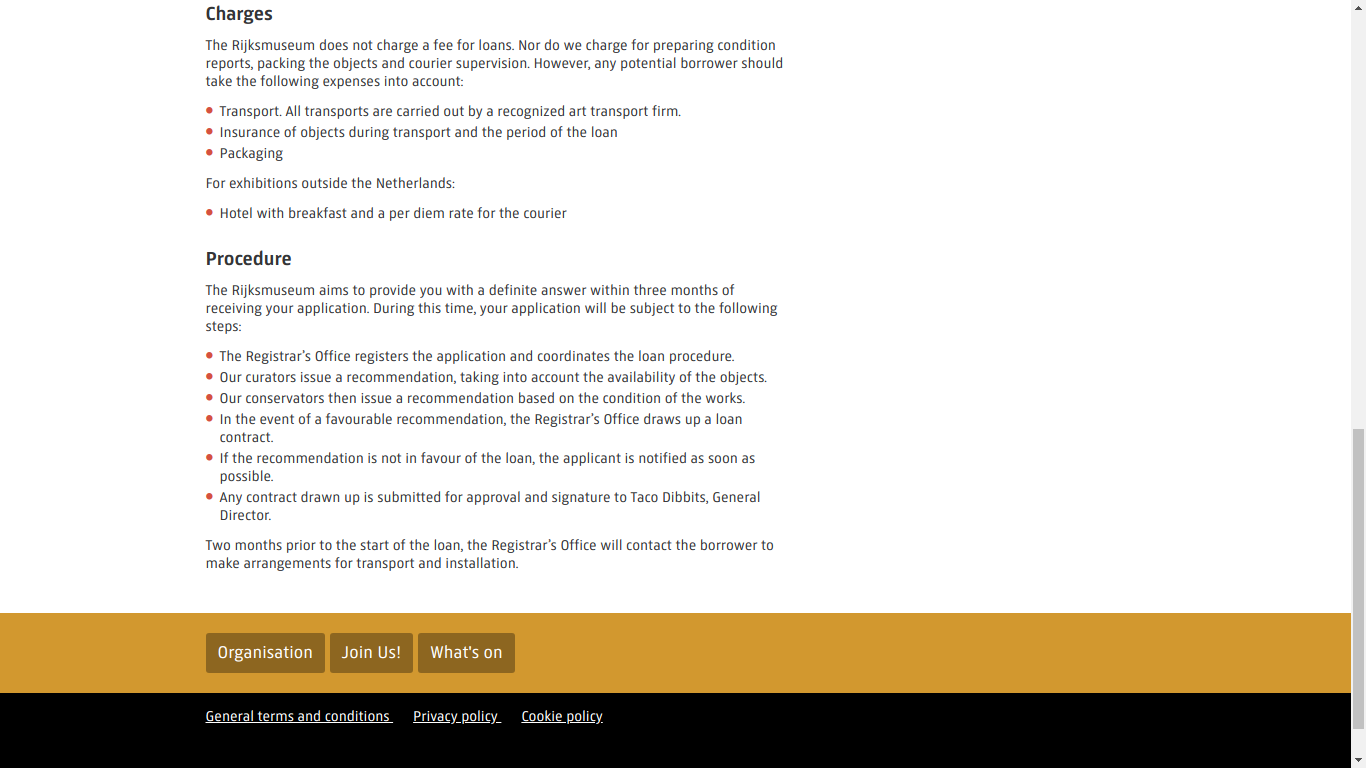 Charges
The Rijksmuseum does not charge a fee for loans. Nor do we charge for preparing condition
reports, packing the objects and courier supervision. However, any potential borrower should
take the following expenses into account:
Transport. All transports are carried out by a recognized art transport firm.
Insurance of objects during transport and the period of the loan
Packaging
For exhibitions outside the Netherlands:
Hotel with breakfast and a per diem rate for the courier
Procedure
The Rijksmuseum aims to provide you with a definite answer within three months of
receiving your application. During this time, your application will be subject to the following
steps:
The Registrar’s Office registers the application and coordinates the loan procedure.
Our curators issue a recommendation, taking into account the availability of the objects.
Our conservators then issue a recommendation based on the condition of the works.
In the event of a favourable recommendation, the Registrar’s Office draws up a loan
contract.
If the recommendation is not in favour of the loan, the applicant is notified as soon as
possible.
Any contract drawn up is submitted for approval and signature to Taco Dibbits, General
Director.
Two months prior to the start of the loan, the Registrar’s Office will contact the borrower to
make arrangements for transport and installation.
Organisation Join Us! What's on
General terms and conditions Privacy policy Cookie policy